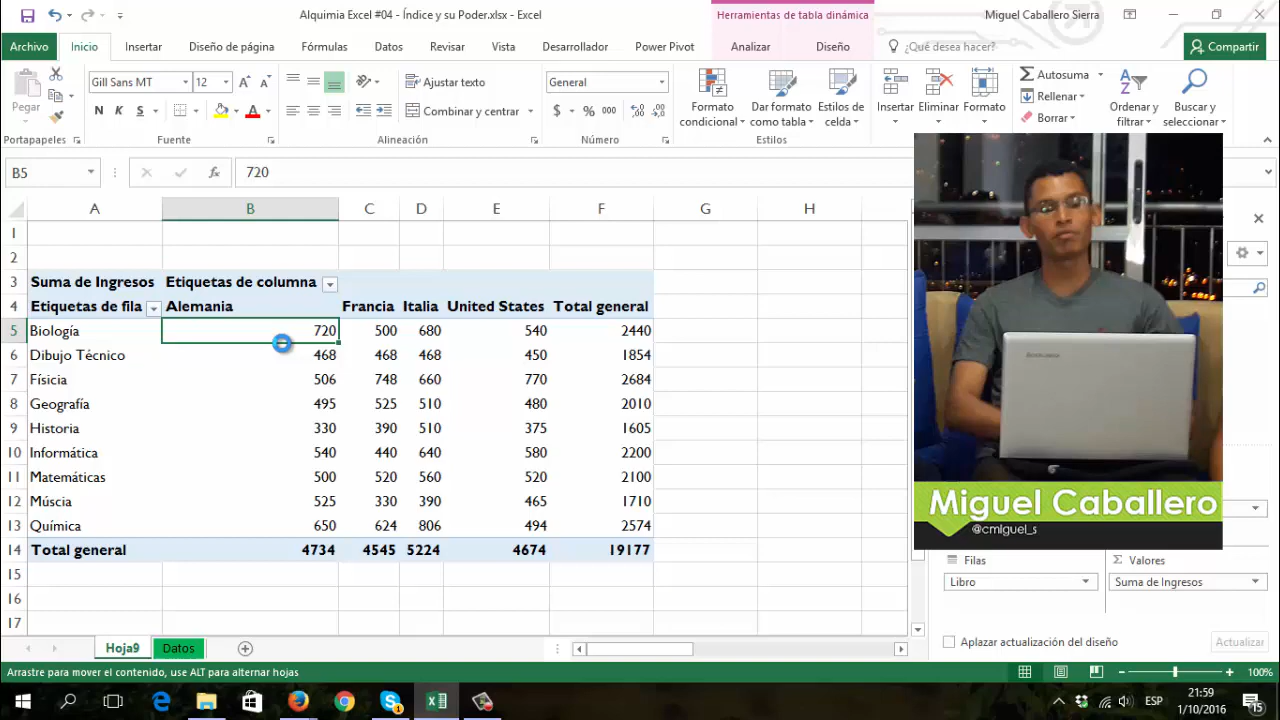 Alquimia Excel #04 - Índice y su Poder.xlsx - Excel
Herramientas de tabla dinámica
Miguel Caballero Sierra
Archivo Inicio Insertar Diseño de página Fórmulas Datos Revisar Vista Desarrollador Power Pivot Analizar Diseño ¿Qué desea hacer? Compartir
Pegar
Gill Sans MT 12 A A
Ajustar texto
General
Formato condicional
Dar formato como tabla
Estilos de celda
Insertar
Eliminar
Formato
Autosuma
Rellenar
Borrar
Ordenar y filtrar
Buscar y seleccionar
N K S A
Combinar y centrar
$ % 000
Portapapeles Fuente Alineación Número Estilos
B5 fx 720
A B C D E F G H
1
2
3 Suma de Ingresos Etiquetas de columna
4 Etiquetas de fila Alemania Francia Italia United States Total general
5 Biología 720 500 680 540 2440
6 Dibujo Técnico 468 468 468 450 1854
7 Físicia 506 748 660 770 2684
8 Geografía 495 525 510 480 2010
9 Historia 330 390 510 375 1605
10 Informática 540 440 640 580 2200
11 Matemáticas 500 520 560 520 2100
12 Múscia 525 330 390 465 1710
13 Química 650 624 806 494 2574
14 Total general 4734 4545 5224 4674 19177
15
16
17
lenovo
Miguel Caballero
@cmiguel_s
Filas
Σ Valores
Libro
Suma de Ingresos
Aplazar actualización del diseño
Actualizar
Hoja9 Datos
Arrastre para mover el contenido, use ALT para alternar hojas
100%
ESP
21:59
1/10/2016
15